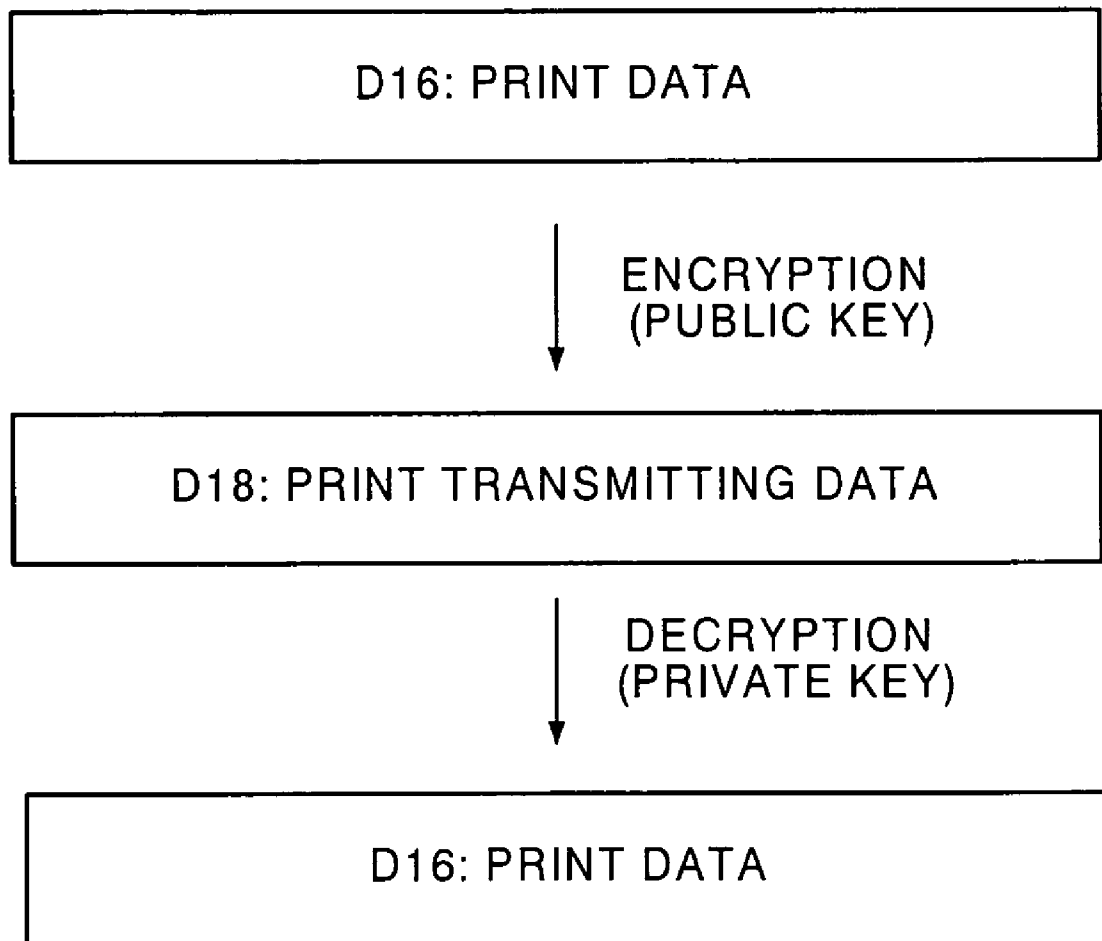 D16: PRINT DATA
ENCRYPTION
(PUBLIC KEY)
D18: PRINT TRANSMITTING DATA
DECRYPTION
(PRIVATE KEY)
D16: PRINT DATA